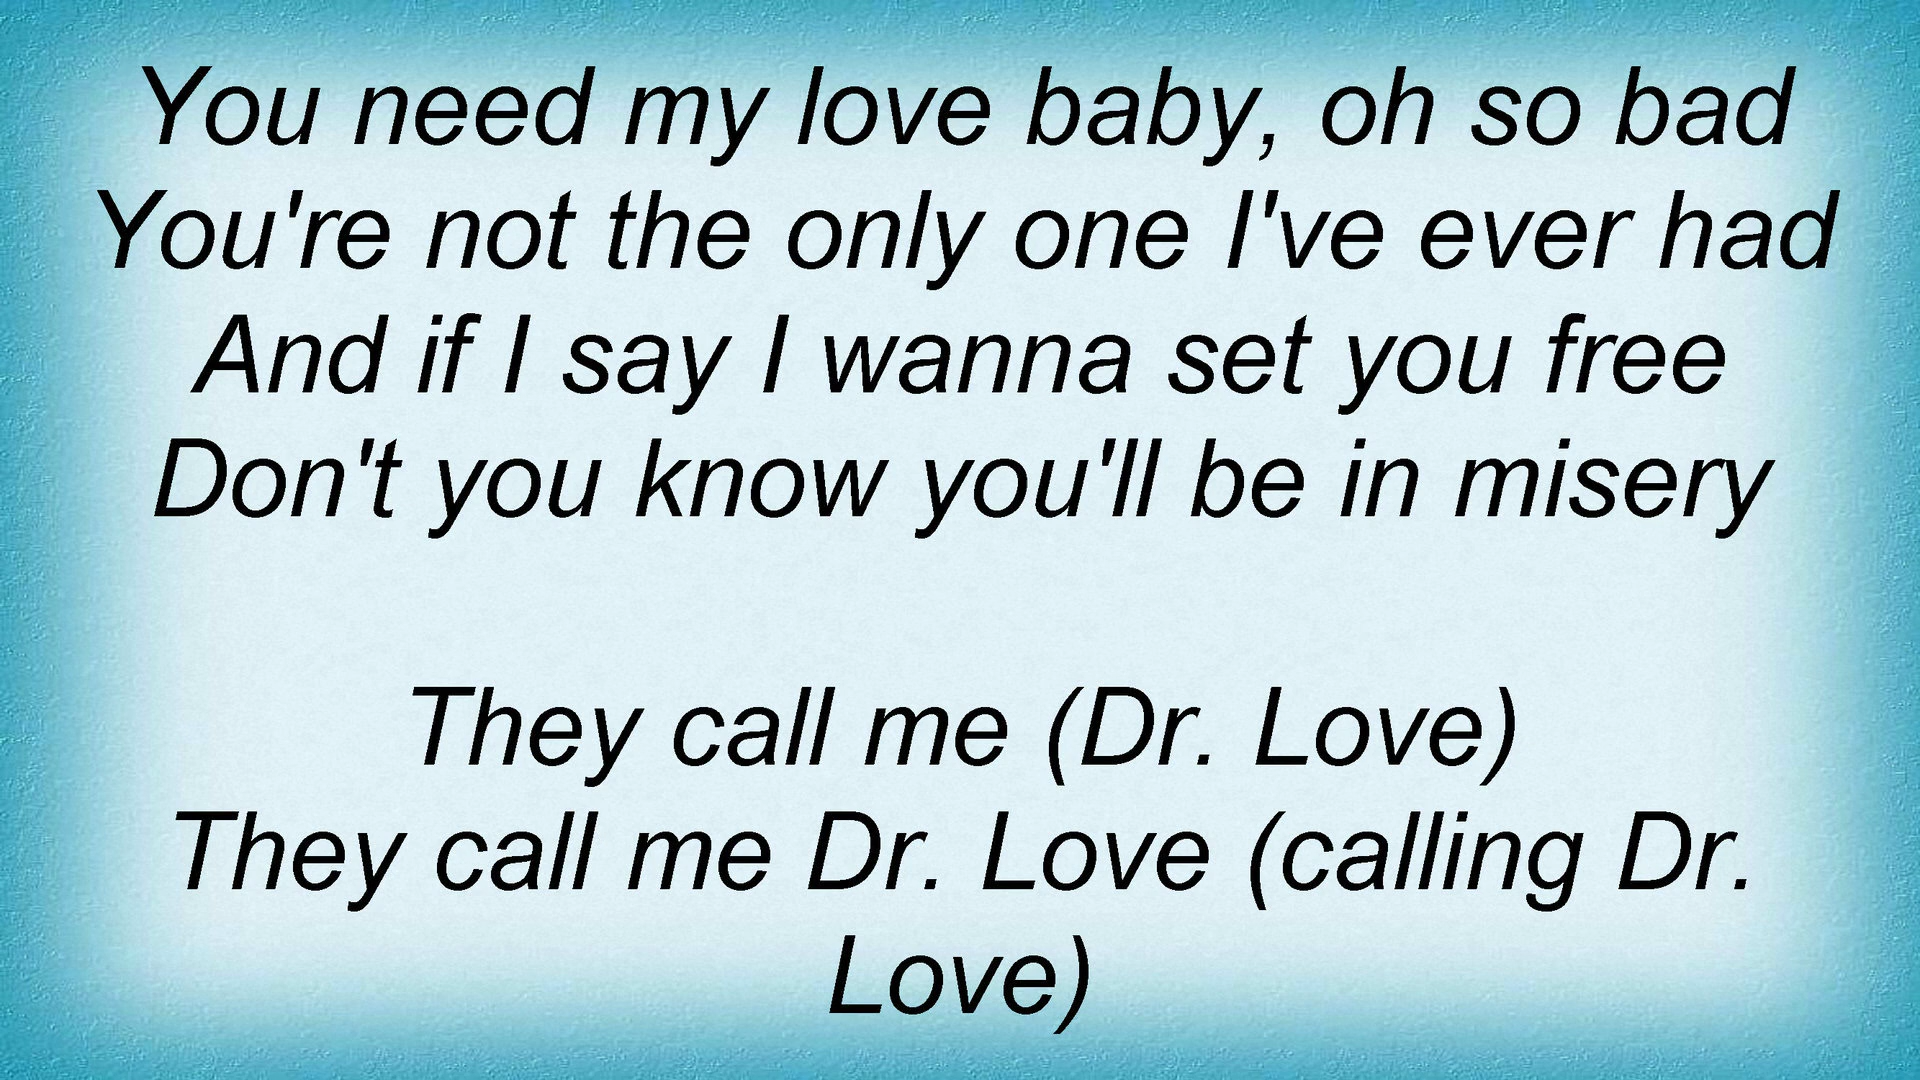 You need my love baby, oh so bad
You're not the only one I've ever had
And if I say I wanna set you free
Don't you know you'll be in misery
They call me (Dr. Love)
They call me Dr. Love (calling Dr.
Love)